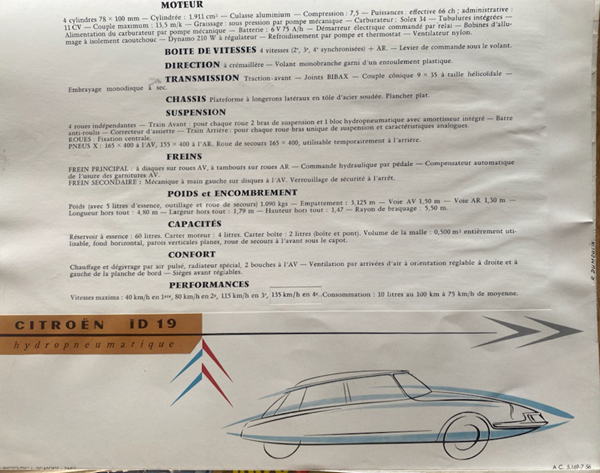 MOTEUR
4 cylindres 78 × 100 mm — Cylindrée : 1.911 cm³ — Culasse aluminium — Compression : 7,5 — Puissances : effective 66 ch ; administrative :
11 CV — Couple maximum : 13,5 m/k — Graissage : sous pression par pompe mécanique — Carburateur : Solex 34 — Tubulures intégrées —
Alimentation du carburateur par pompe mécanique — Batterie : 6 V 75 A/h — Démarreur électrique commandé par relai — Bobines d'allu-
mage à isolement caoutchouc — Dynamo 210 W à régulateur — Refroidissement par pompe et thermostat — Ventilateur nylon.
BOITE DE VITESSES 4 vitesses (2ᵉ, 3ᵉ, 4ᵉ synchronisées) + AR. — Levier de commande sous le volant.
DIRECTION à crémaillère — Volant monobranche garni d'un enroulement plastique.
TRANSMISSION Traction-avant — Joints BIBAX — Couple cônique 9 × 35 à taille hélicoïdale —
Embrayage monodisque à sec.
CHASSIS Plateforme à longerons latéraux en tôle d'acier soudée. Plancher plat.
SUSPENSION
4 roues indépendantes — Train Avant : pour chaque roue 2 bras de suspension et 1 bloc hydropneumatique avec amortisseur intégré — Barre
anti-roulis — Correcteur d'assiette — Train Arrière : pour chaque roue bras unique de suspension et caractéristiques analogues.
ROUES : Fixation centrale.
PNEUS X : 165 × 400 à l'AV, 155 × 400 à l'AR. Roue de secours 165 × 400, utilisable temporairement à l'arrière.
FREINS
FREIN PRINCIPAL : à disques sur roues AV, à tambours sur roues AR — Commande hydraulique par pédale — Compensateur automatique
de l'usure des garnitures AV.
FREIN SECONDAIRE : Mécanique à main gauche sur disques à l'AV. Verrouillage de sécurité à l'arrêt.
POIDS et ENCOMBREMENT
Poids (avec 5 litres d'essence, outillage et roue de secours) 1.090 kgs — Empattement : 3,125 m — Voie AV 1,50 m — Voie AR 1,30 m —
Longueur hors tout : 4,80 m — Largeur hors tout : 1,79 m — Hauteur hors tout : 1,47 — Rayon de braquage : 5,50 m.
CAPACITÉS
Réservoir à essence : 60 litres. Carter moteur : 4 litres. Carter boîte : 2 litres (boîte et pont). Volume de la malle : 0,500 m³ entièrement uti-
lisable, fond horizontal, parois verticales planes, roue de secours à l'avant sous le capot.
CONFORT
Chauffage et dégivrage par air pulsé, radiateur spécial, 2 bouches à l'AV — Ventilation par arrivées d'air à orientation réglable à droite et à
gauche de la planche de bord — Sièges avant réglables.
PERFORMANCES
Vitesses maxima : 40 km/h en 1ᵉʳᵉ, 80 km/h en 2ᵉ, 115 km/h en 3ᵉ, 135 km/h en 4ᵉ. Consommation : 10 litres au 100 km à 75 km/h de moyenne.
CITROËN ID 19
hydropneumatique
A C. 5.169-7 56